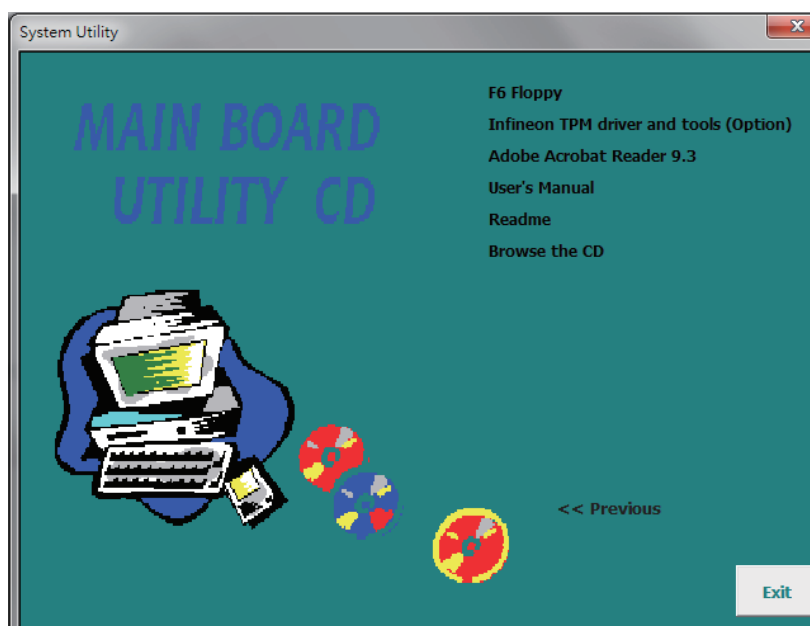 System Utility
MAIN BOARD
UTILITY CD
F6 Floppy
Infineon TPM driver and tools (Option)
Adobe Acrobat Reader 9.3
User's Manual
Readme
Browse the CD
<< Previous
Exit